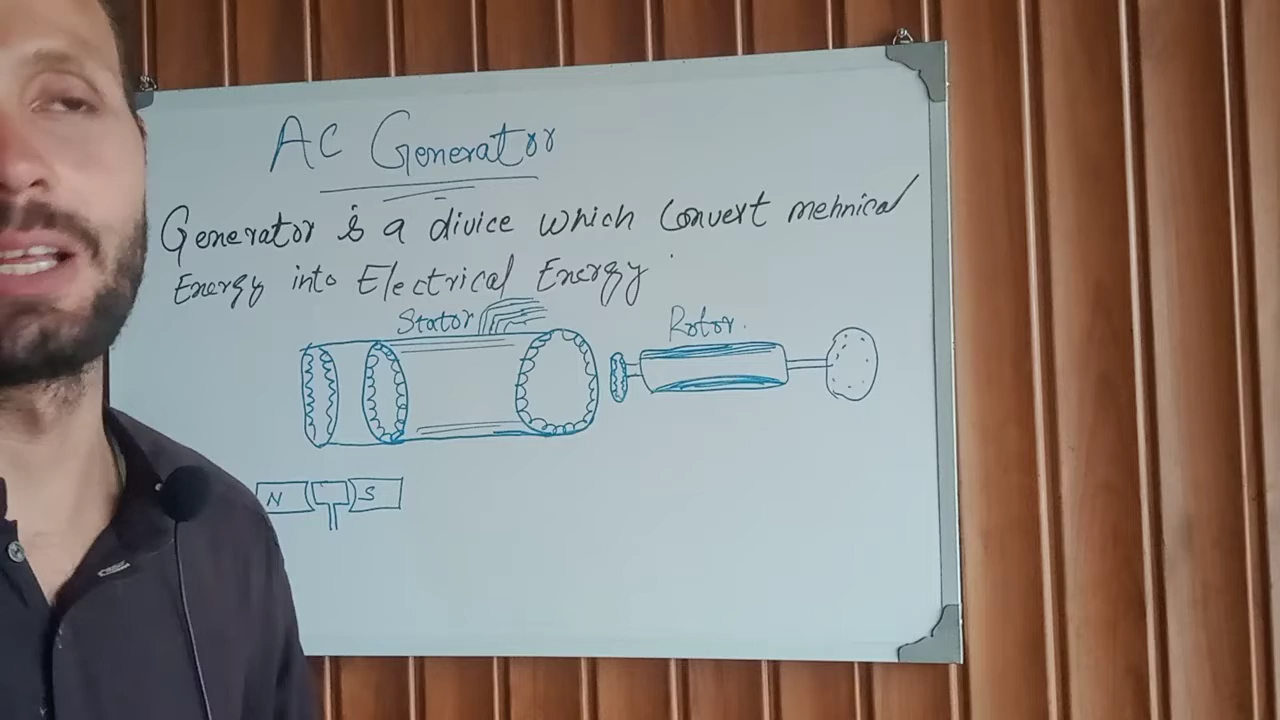 AC Generator
Generator is a divice which Convert mehnical
Energy into Electrical Energy
Stator
Rotor.
N S